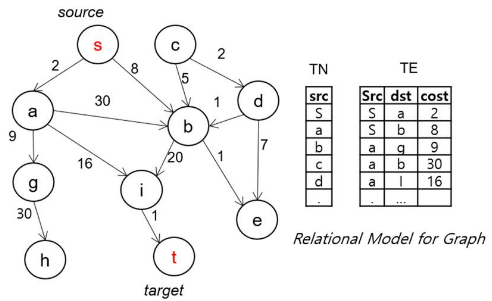 source
s
c
2
8
5
2
TN
TE
a
30
b
1
d
9
16
20
1
7
g
i
e
30
1
h
t
target
src
S
a
b
c
d
.
Src dst cost
S a 2
S b 8
a g 9
a b 30
a I 16
. ...
Relational Model for Graph